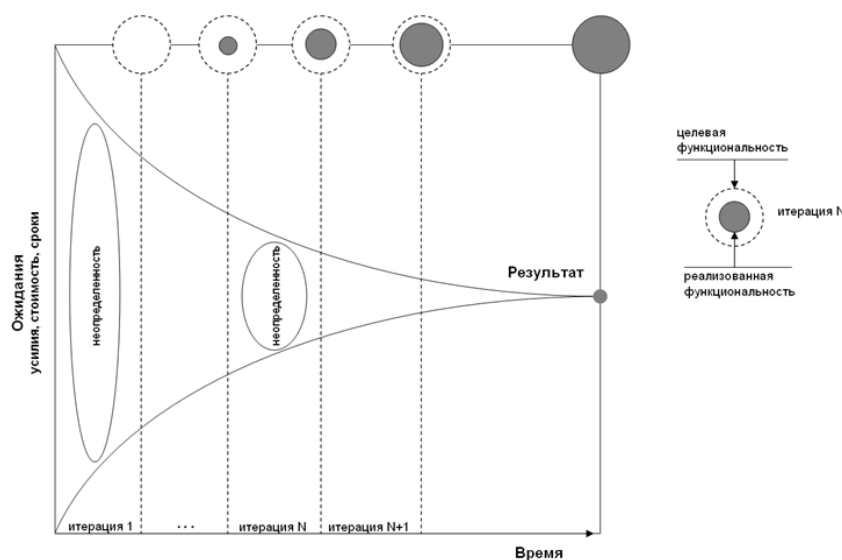 целевая
функциональность
итерация N
реализованная
функциональность
Ожидания
усилия, стоимость, сроки
неопределенность
неопределенность
Результат
итерация 1
...
итерация N
итерация N+1
Время